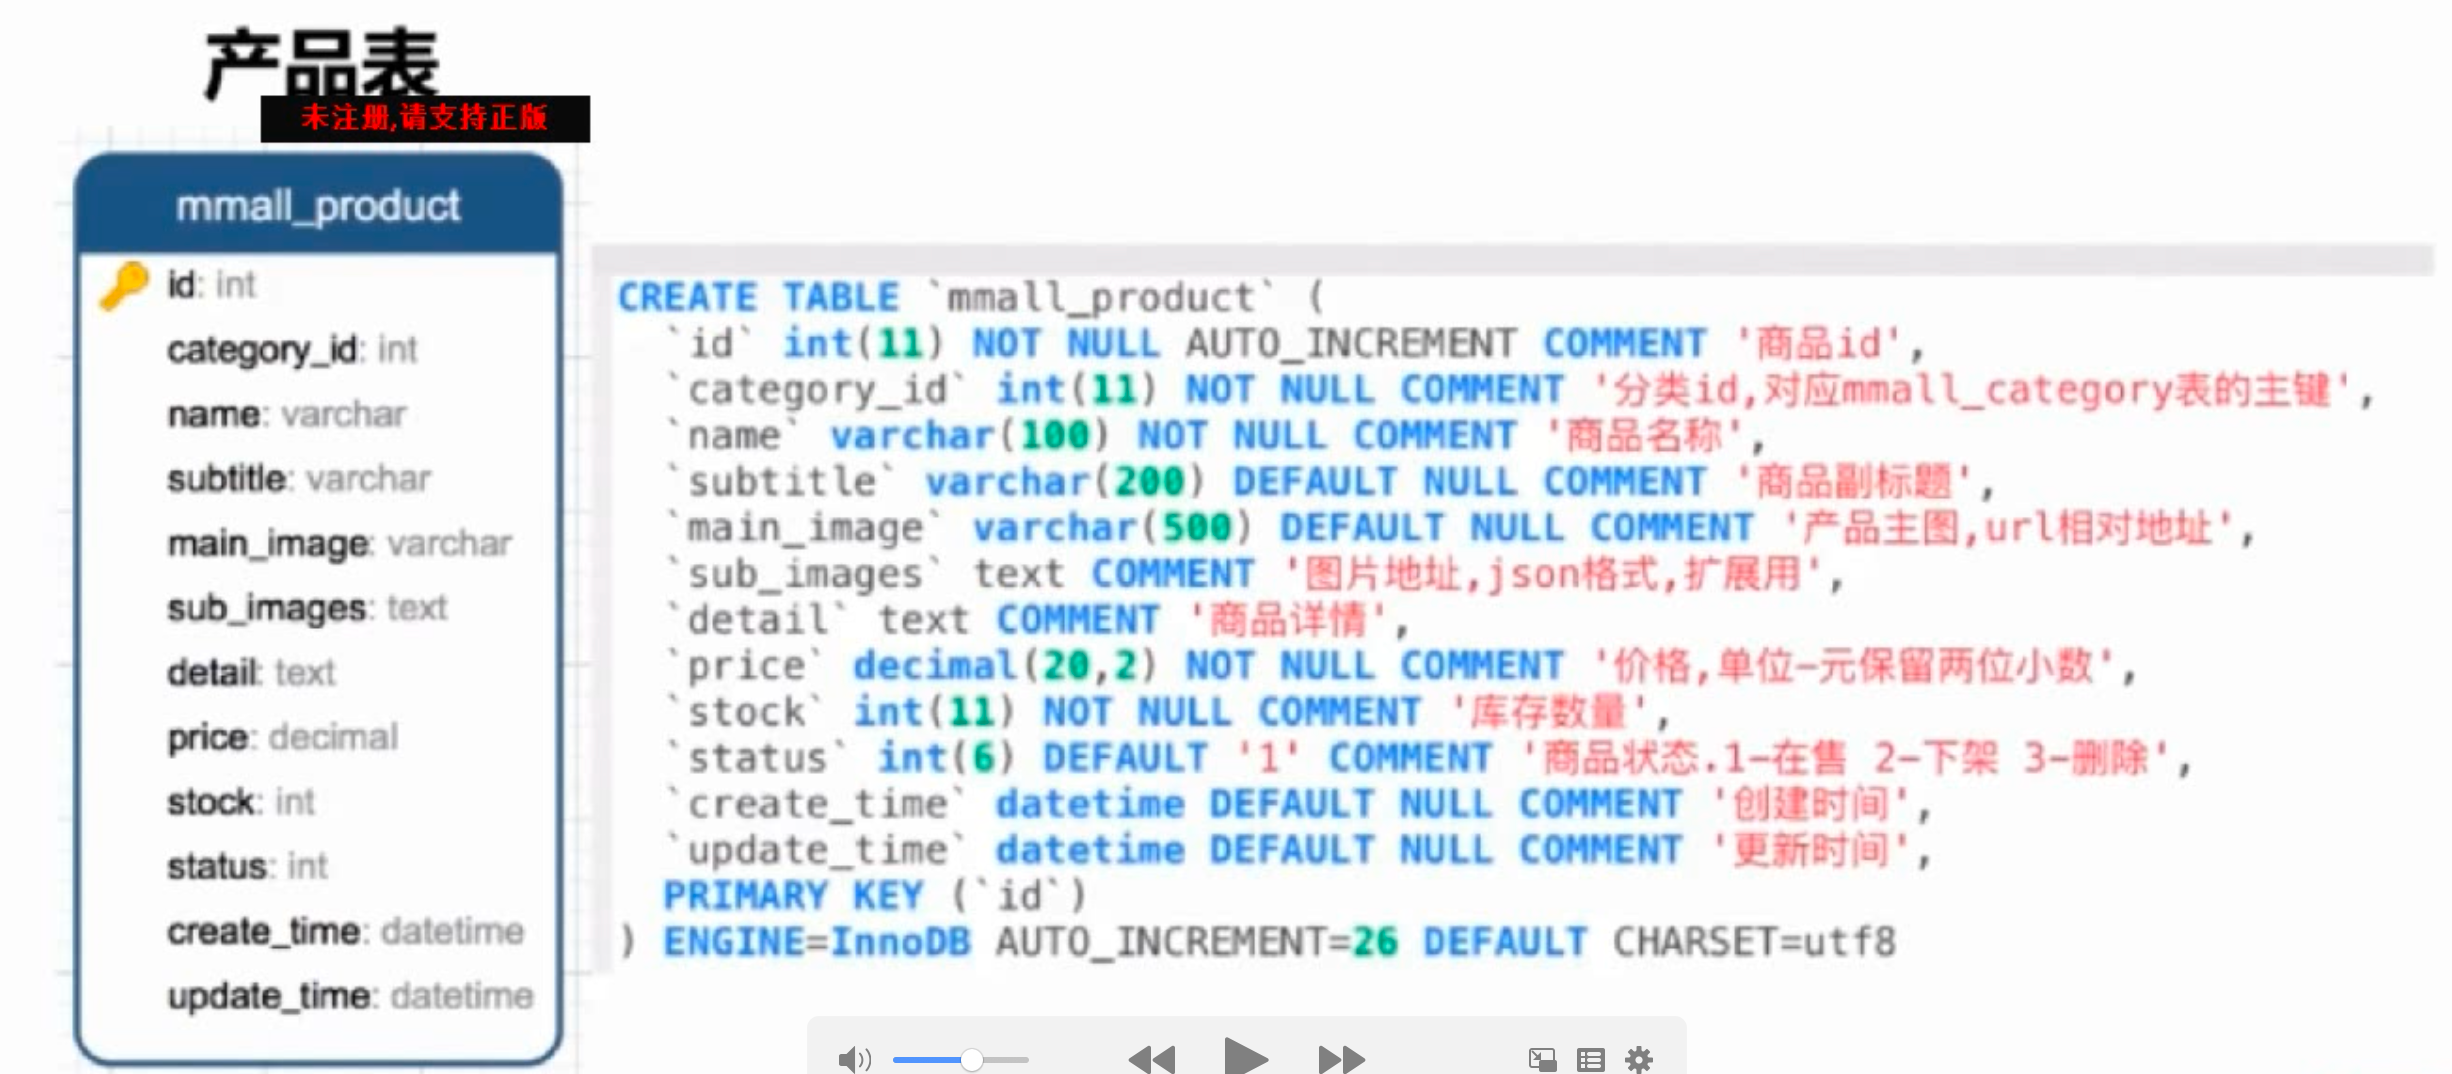 产品表
未注册,请支持正版
mmall_product
id: int
category_id: int
name: varchar
subtitle: varchar
main_image: varchar
sub_images: text
detail: text
price: decimal
stock: int
status: int
create_time: datetime
update_time: datetime
CREATE TABLE `mmall_product` (
`id` int(11) NOT NULL AUTO_INCREMENT COMMENT '商品id',
`category_id` int(11) NOT NULL COMMENT '分类id,对应mmall_category表的主键',
`name` varchar(100) NOT NULL COMMENT '商品名称',
`subtitle` varchar(200) DEFAULT NULL COMMENT '商品副标题',
`main_image` varchar(500) DEFAULT NULL COMMENT '产品主图,url相对地址',
`sub_images` text COMMENT '图片地址,json格式,扩展用',
`detail` text COMMENT '商品详情',
`price` decimal(20,2) NOT NULL COMMENT '价格,单位-元保留两位小数',
`stock` int(11) NOT NULL COMMENT '库存数量',
`status` int(6) DEFAULT '1' COMMENT '商品状态.1-在售 2-下架 3-删除',
`create_time` datetime DEFAULT NULL COMMENT '创建时间',
`update_time` datetime DEFAULT NULL COMMENT '更新时间',
PRIMARY KEY (`id`)
) ENGINE=InnoDB AUTO_INCREMENT=26 DEFAULT CHARSET=utf8